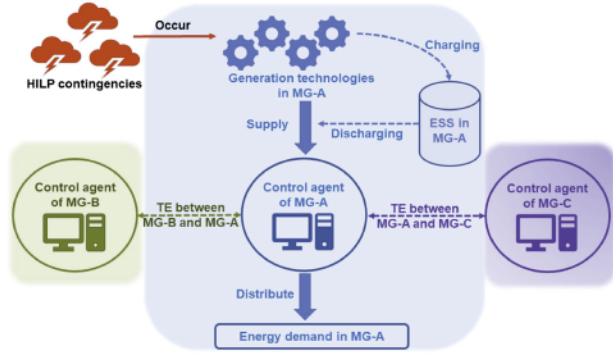 Occur
HILP contingencies
Generation technologies
in MG-A
Charging
ESS in
MG-A
Supply
Discharging
Control agent
of MG-B
TE between
MG-B and MG-A
Control agent
of MG-A
TE between
MG-A and MG-C
Control agent
of MG-C
Distribute
Energy demand in MG-A